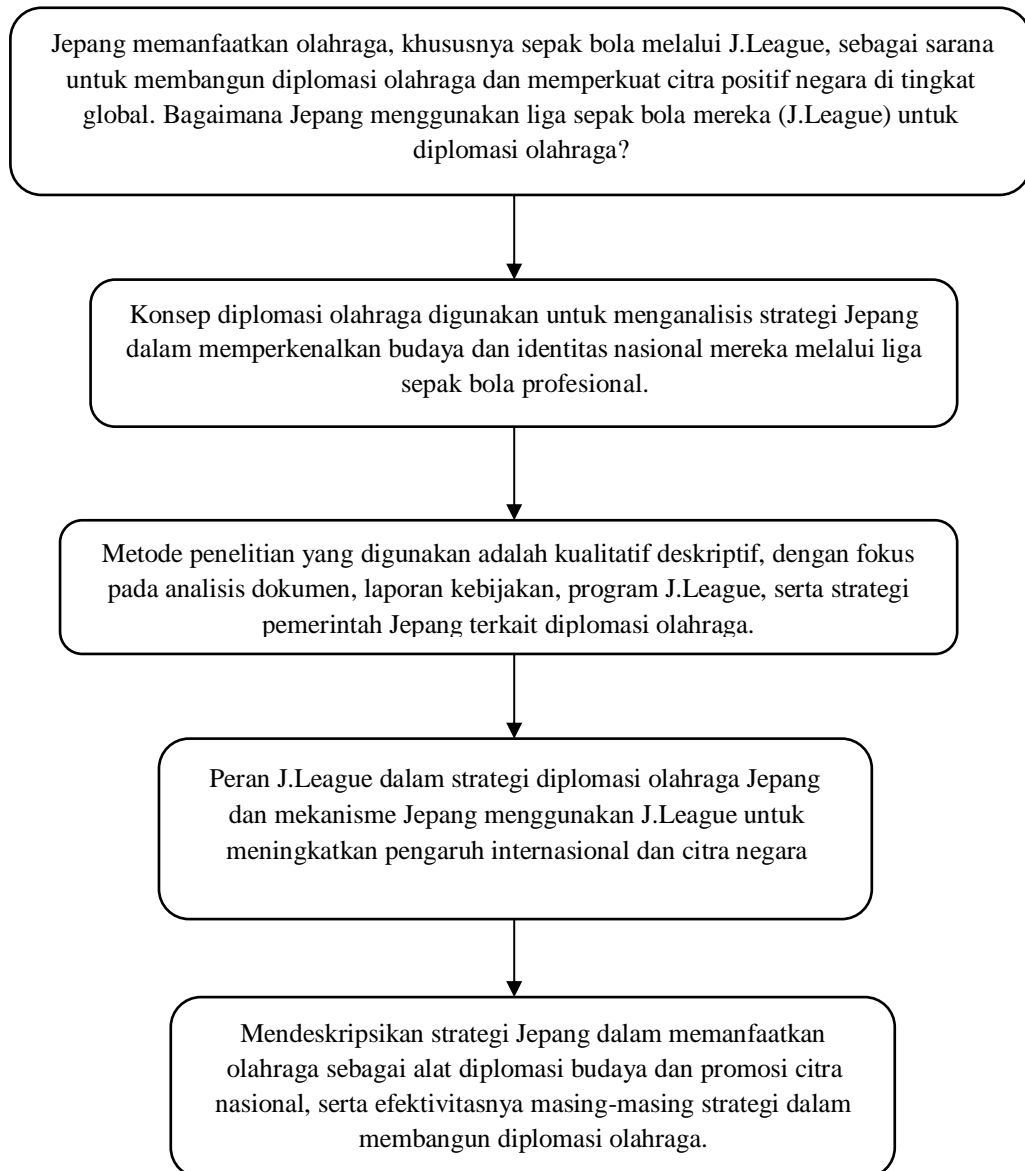 Jepang memanfaatkan olahraga, khususnya sepak bola melalui J.League, sebagai sarana
untuk membangun diplomasi olahraga dan memperkuat citra positif negara di tingkat
global. Bagaimana Jepang menggunakan liga sepak bola mereka (J.League) untuk
diplomasi olahraga?
Konsep diplomasi olahraga digunakan untuk menganalisis strategi Jepang
dalam memperkenalkan budaya dan identitas nasional mereka melalui liga
sepak bola profesional.
Metode penelitian yang digunakan adalah kualitatif deskriptif, dengan fokus
pada analisis dokumen, laporan kebijakan, program J.League, serta strategi
pemerintah Jepang terkait diplomasi olahraga.
Peran J.League dalam strategi diplomasi olahraga Jepang
dan mekanisme Jepang menggunakan J.League untuk
meningkatkan pengaruh internasional dan citra negara
Mendeskripsikan strategi Jepang dalam memanfaatkan
olahraga sebagai alat diplomasi budaya dan promosi citra
nasional, serta efektivitasnya masing-masing strategi dalam
membangun diplomasi olahraga.